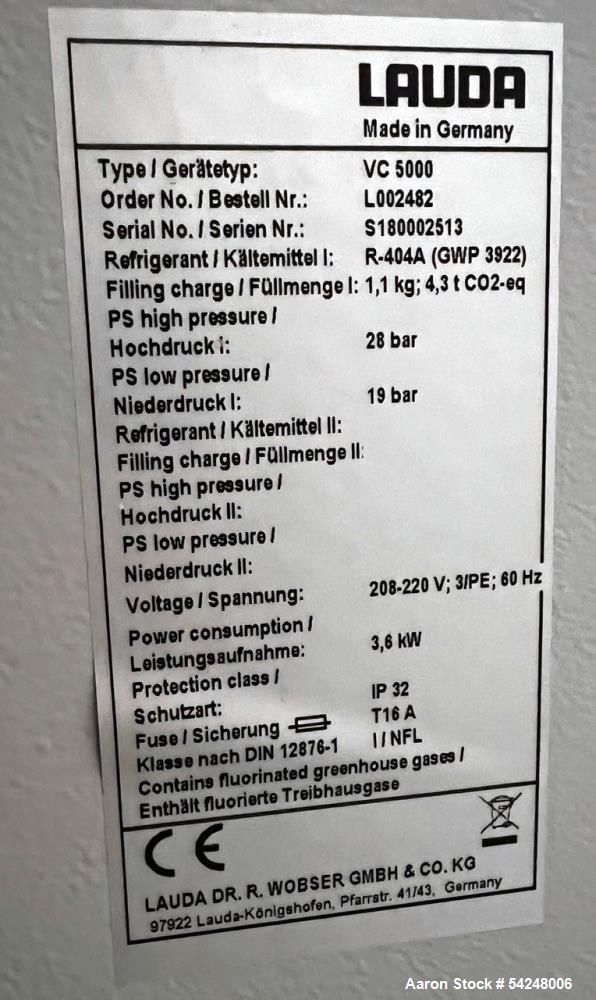 LAUDA
Made in Germany
Type / Gerätetyp: VC 5000
Order No. / Bestell Nr.: L002482
Serial No. / Serien Nr.: S180002513
Refrigerant / Kältemittel I: R-404A (GWP 3922)
Filling charge / Füllmenge I: 1,1 kg; 4,3 t CO2-eq
PS high pressure /
Hochdruck I: 28 bar
PS low pressure /
Niederdruck I: 19 bar
Refrigerant / Kältemittel II:
Filling charge / Füllmenge II:
PS high pressure /
Hochdruck II:
PS low pressure /
Niederdruck II:
Voltage / Spannung: 208-220 V; 3/PE; 60 Hz
Power consumption /
Leistungsaufnahme: 3,6 kW
Protection class /
Schutzart: IP 32
Fuse / Sicherung T16 A
Klasse nach DIN 12876-1 I / NFL
Contains fluorinated greenhouse gases /
Enthält fluorierte Treibhausgase
CE
LAUDA DR. R. WOBSER GMBH & CO. KG
97922 Lauda-Königshofen, Pfarrstr. 41/43, Germany
Aaron Stock # 54248006